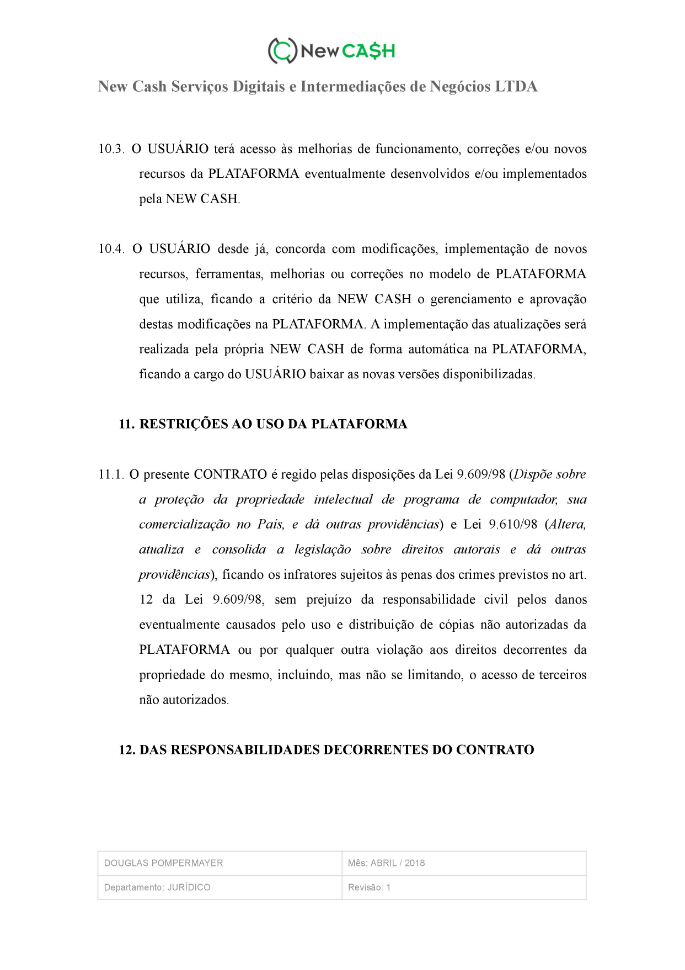 New CA$H
New Cash Serviços Digitais e Intermediações de Negócios LTDA
10.3. O USUÁRIO terá acesso às melhorias de funcionamento, correções e/ou novos
recursos da PLATAFORMA eventualmente desenvolvidos e/ou implementados
pela NEW CASH.
10.4. O USUÁRIO desde já, concorda com modificações, implementação de novos
recursos, ferramentas, melhorias ou correções no modelo de PLATAFORMA
que utiliza, ficando a critério da NEW CASH o gerenciamento e aprovação
destas modificações na PLATAFORMA. A implementação das atualizações será
realizada pela própria NEW CASH de forma automática na PLATAFORMA,
ficando a cargo do USUÁRIO baixar as novas versões disponibilizadas.
11. RESTRIÇÕES AO USO DA PLATAFORMA
11.1. O presente CONTRATO é regido pelas disposições da Lei 9.609/98 (Dispõe sobre
a proteção da propriedade intelectual de programa de computador, sua
comercialização no País, e dá outras providências) e Lei 9.610/98 (Altera,
atualiza e consolida a legislação sobre direitos autorais e dá outras
providências), ficando os infratores sujeitos às penas dos crimes previstos no art.
12 da Lei 9.609/98, sem prejuízo da responsabilidade civil pelos danos
eventualmente causados pelo uso e distribuição de cópias não autorizadas da
PLATAFORMA ou por qualquer outra violação aos direitos decorrentes da
propriedade do mesmo, incluindo, mas não se limitando, o acesso de terceiros
não autorizados.
12. DAS RESPONSABILIDADES DECORRENTES DO CONTRATO
DOUGLAS POMPERMAYER
Mês: ABRIL / 2018
Departamento: JURÍDICO
Revisão: 1